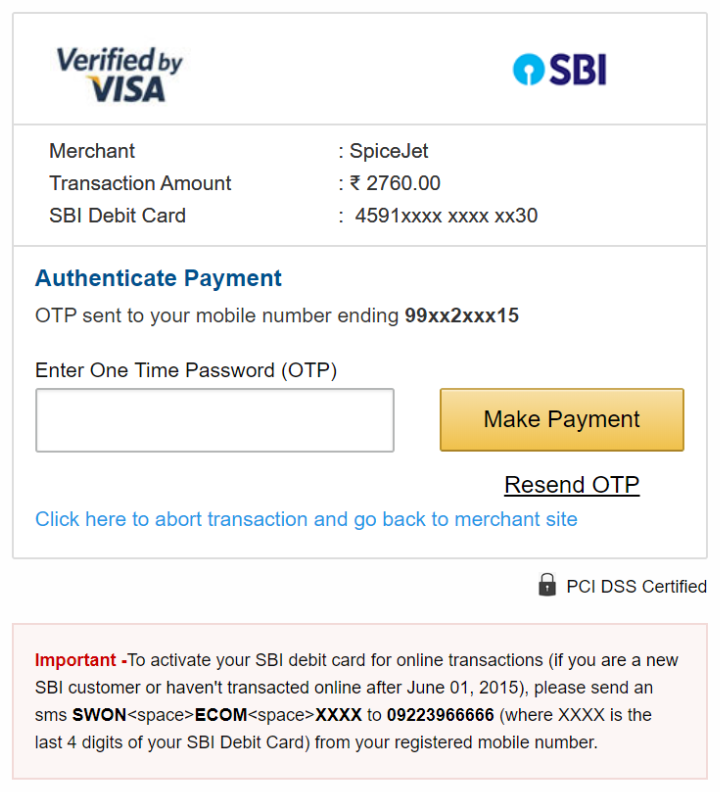 Verified by
VISA
SBI
Merchant : SpiceJet
Transaction Amount : ₹ 2760.00
SBI Debit Card : 4591xxxx xxxx xx30
Authenticate Payment
OTP sent to your mobile number ending 99xx2xxx15
Enter One Time Password (OTP)
Make Payment
Resend OTP
Click here to abort transaction and go back to merchant site
PCI DSS Certified
Important -To activate your SBI debit card for online transactions (if you are a new
SBI customer or haven't transacted online after June 01, 2015), please send an
sms SWON<space>ECOM<space>XXXX to 09223966666 (where XXXX is the
last 4 digits of your SBI Debit Card) from your registered mobile number.